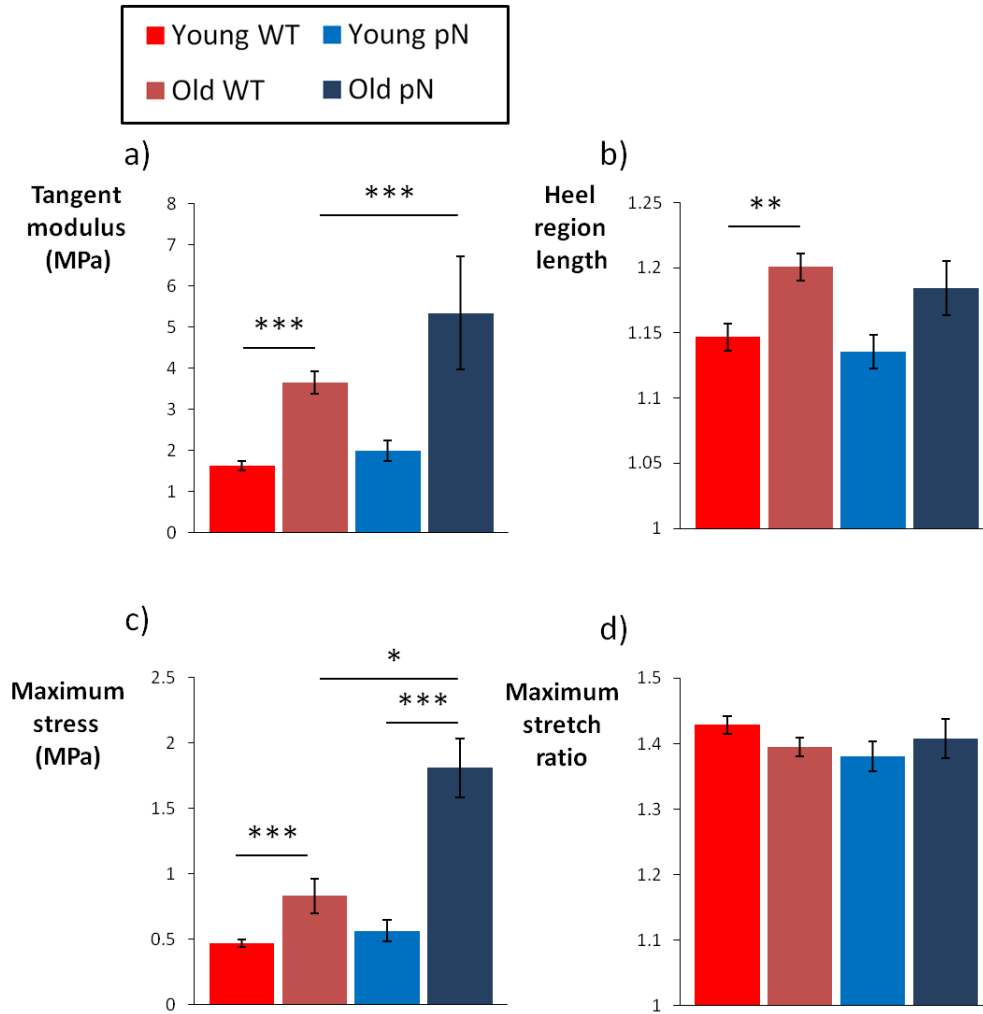 Young WT Young pN
Old WT Old pN
a)
Tangent
modulus
(MPa)
8
7
6
5
4
3
2
1
0
***
***
b)
Heel
region
length
1.25
1.2
1.15
1.1
1.05
1
**
c)
Maximum
stress
(MPa)
2.5
2
1.5
1
0.5
0
*
***
***
d)
Maximum
stretch
ratio
1.5
1.4
1.3
1.2
1.1
1